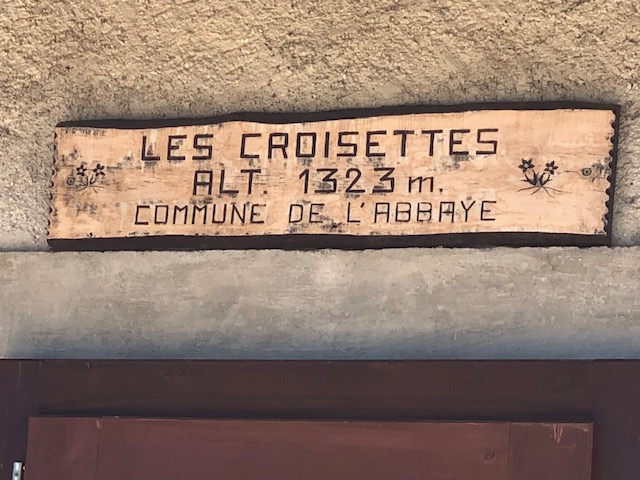 LES CROISETTES
ALT. 1323 m.
COMMUNE DE L'ABBAYE